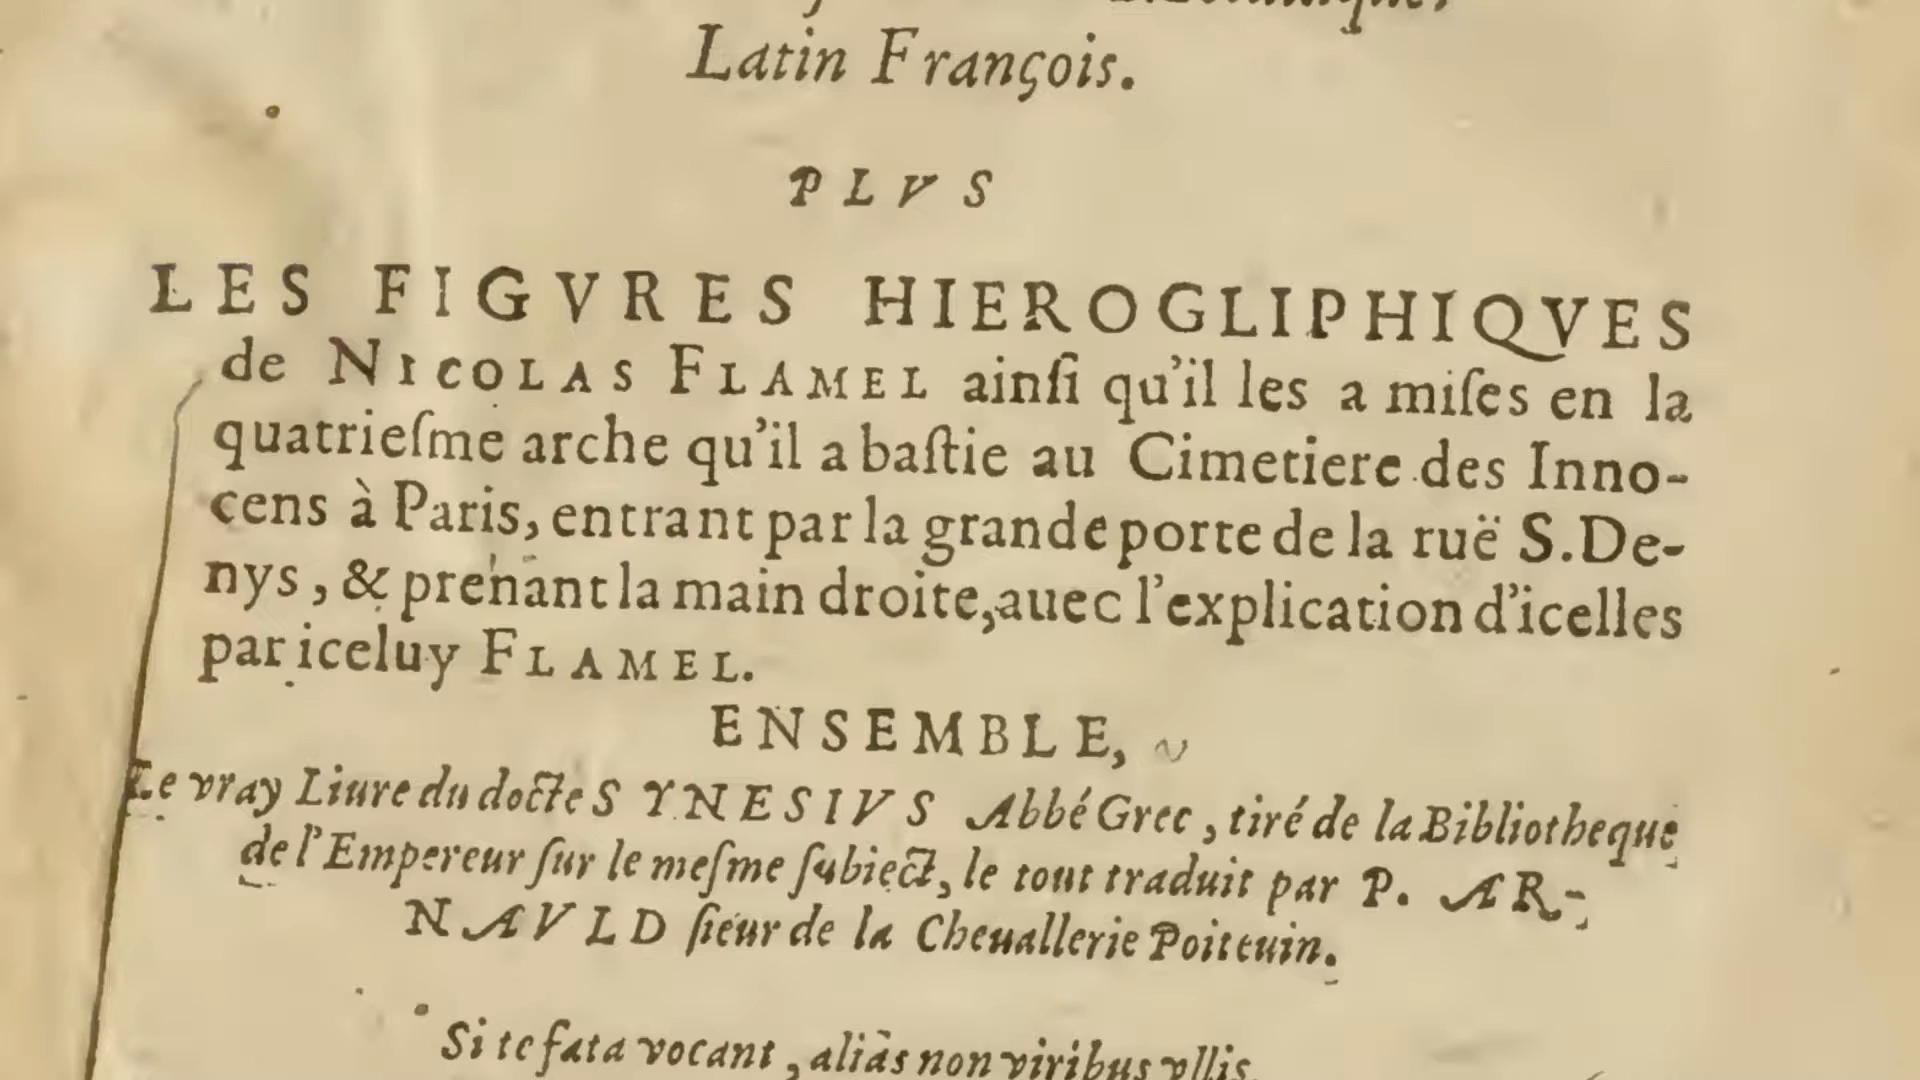 Latin François.
PLVS
LES FIGVRES HIEROGLIPHIQVES
de NICOLAS FLAMEL ainſi qu'il les a miſes en la
quatrieſme arche qu'il a baſtie au Cimetiere des Inno-
cens à Paris, entrant par la grande porte de la ruë S. De-
nys, & prenant la main droite, auec l'explication d'icelles
par iceluy FLAMEL.
ENSEMBLE,
Le vray Liure du docte SYNESIVS Abbé Grec, tiré de la Bibliotheque
de l'Empereur ſur le meſme ſubiect, le tout traduit par P. AR-
NAVLD ſieur de la Cheuallerie Poiteuin.
Si te fata vocant, aliàs non viribus vllis.